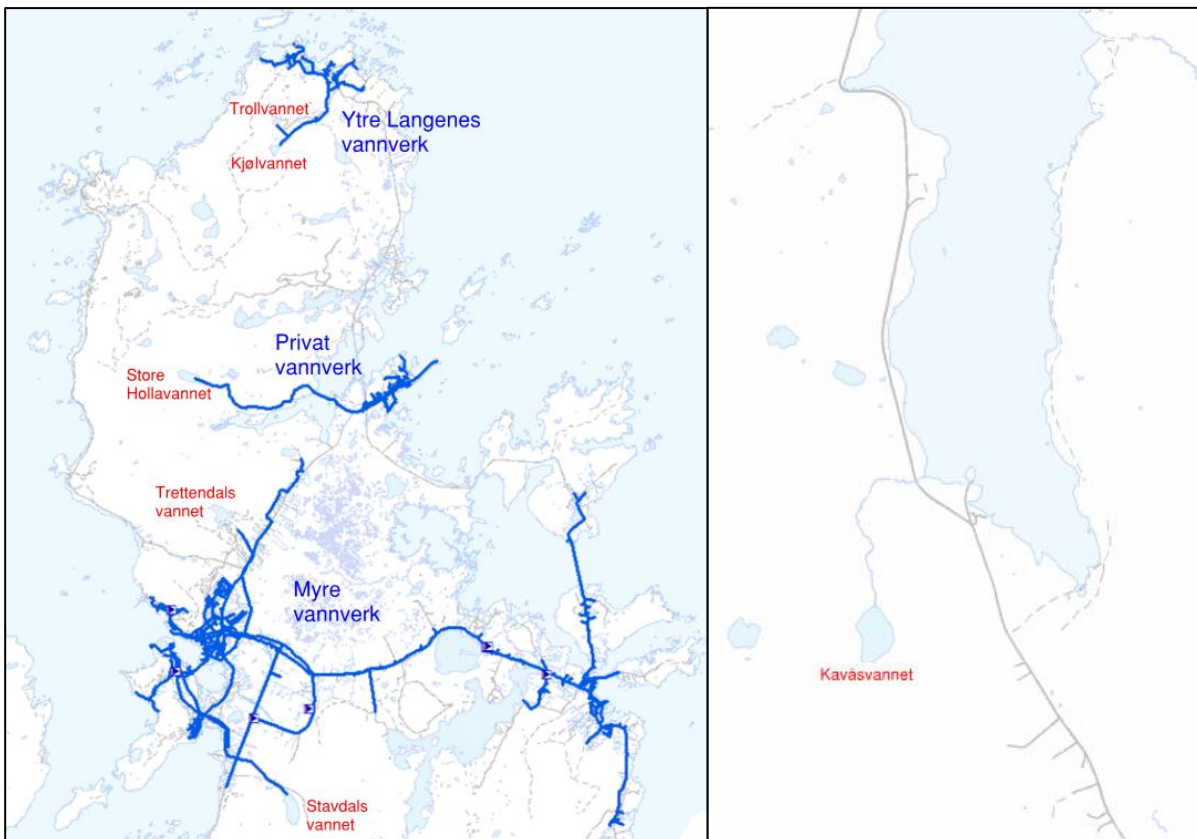 Trollvannet
Ytre Langenes
vannverk
Kjølvannet
Privat
vannverk
Store
Hollavannet
Trettendals
vannet
Myre
vannverk
Stavdals
vannet
Kavåsvannet